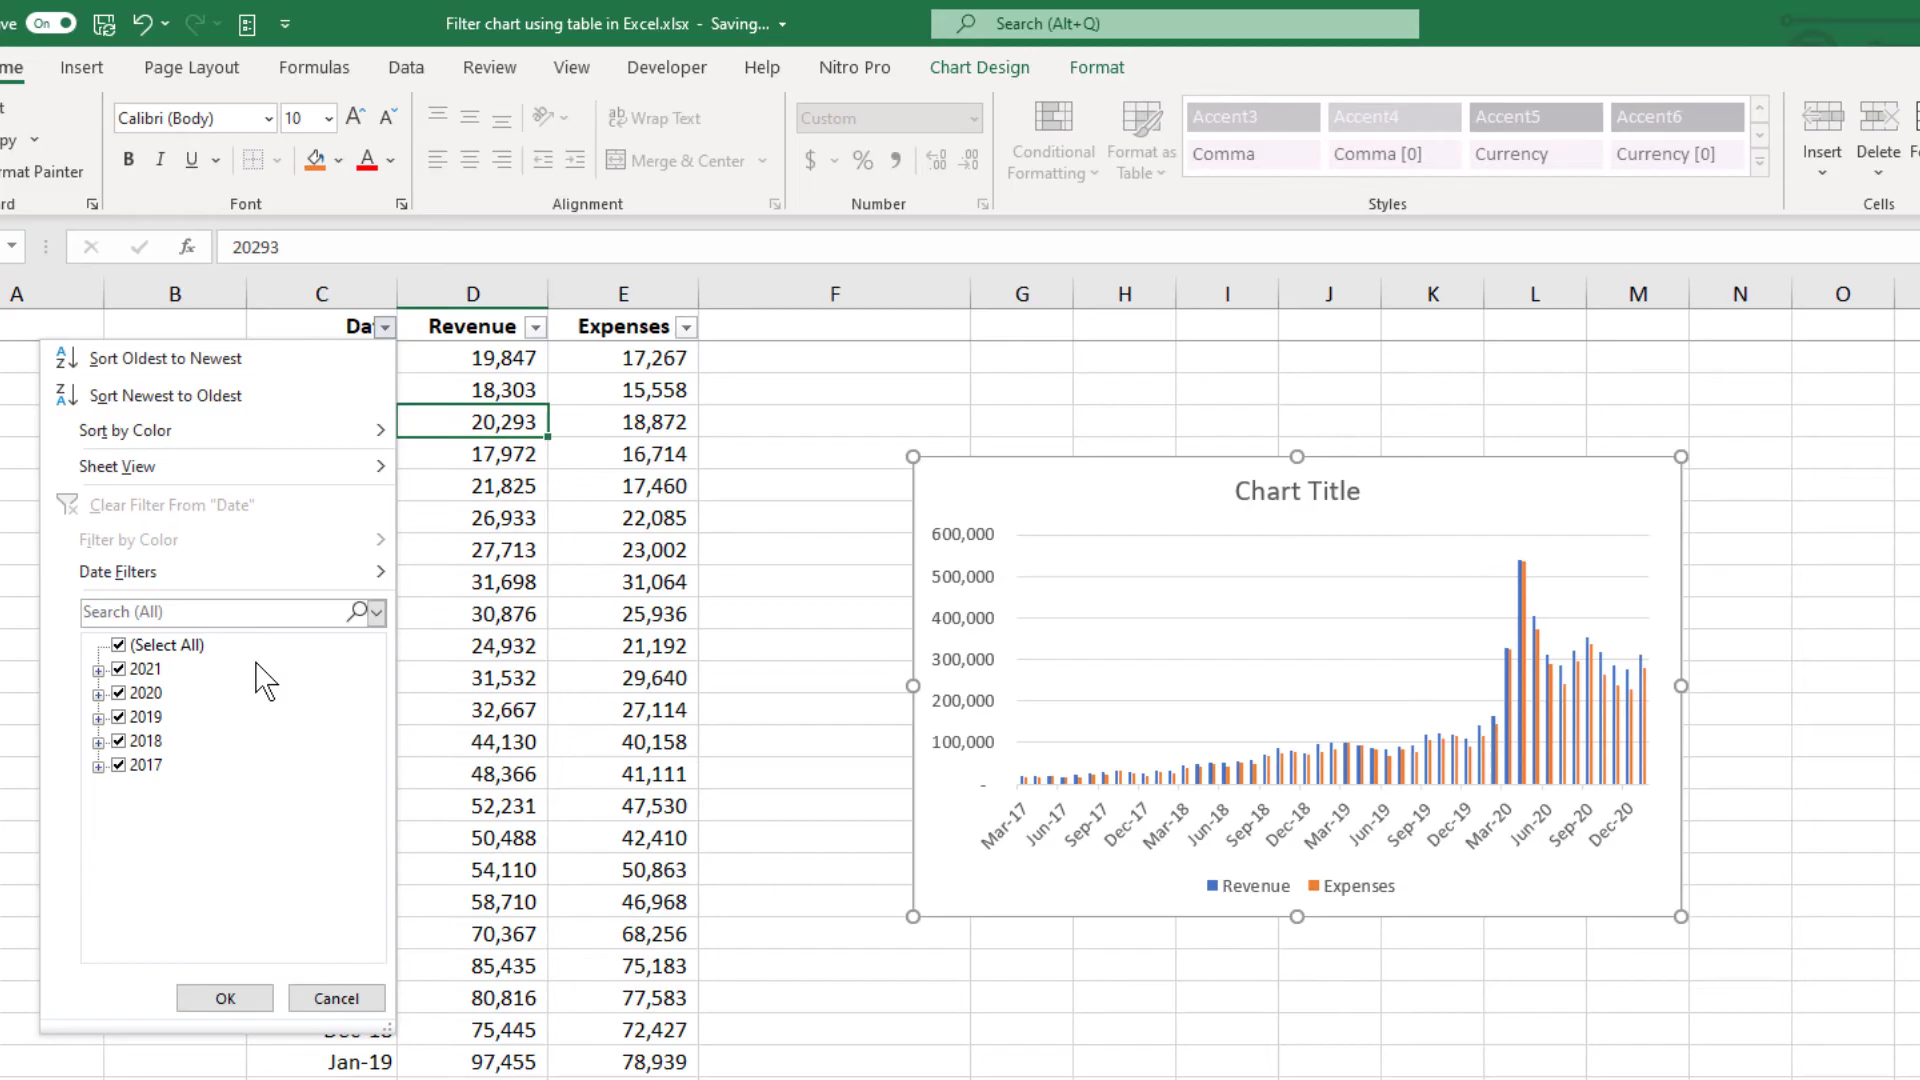 ve On Filter chart using table in Excel.xlsx - Saving... Search (Alt+Q)
me Insert Page Layout Formulas Data Review View Developer Help Nitro Pro Chart Design Format
t
py
rmat Painter
rd
Calibri (Body) 10
B I U
Font
Wrap Text
Merge & Center
Alignment
Custom
$ %
Number
Conditional
Formatting
Format as
Table
Accent3 Accent4 Accent5 Accent6
Comma Comma [0] Currency Currency [0]
Styles
Insert Delete Fo
Cells
fx 20293
A B C D E F G H I J K L M N O
Da Revenue Expenses
Sort Oldest to Newest
Sort Newest to Oldest
Sort by Color
Sheet View
Clear Filter From "Date"
Filter by Color
Date Filters
Search (All)
(Select All)
2021
2020
2019
2018
2017
OK Cancel
19,847 17,267
18,303 15,558
20,293 18,872
17,972 16,714
21,825 17,460
26,933 22,085
27,713 23,002
31,698 31,064
30,876 25,936
24,932 21,192
31,532 29,640
32,667 27,114
44,130 40,158
48,366 41,111
52,231 47,530
50,488 42,410
54,110 50,863
58,710 46,968
70,367 68,256
85,435 75,183
80,816 77,583
75,445 72,427
Jan-19 97,455 78,939
Chart Title
600,000
500,000
400,000
300,000
200,000
100,000
-
Mar-17 Jun-17 Sep-17 Dec-17 Mar-18 Jun-18 Sep-18 Dec-18 Mar-19 Jun-19 Sep-19 Dec-19 Mar-20 Jun-20 Sep-20 Dec-20
Revenue Expenses